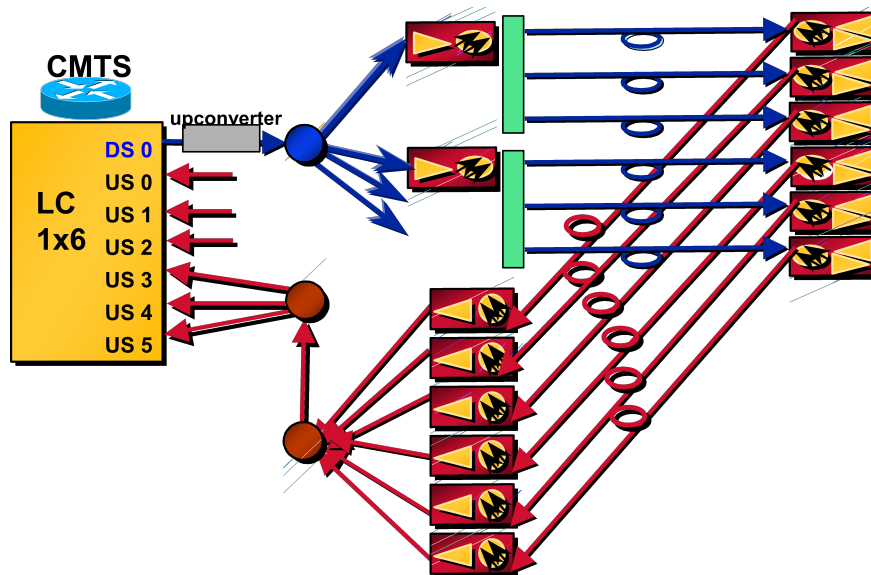 CMTS
upconverter
DS 0
US 0
LC
1x6
US 1
US 2
US 3
US 4
US 5